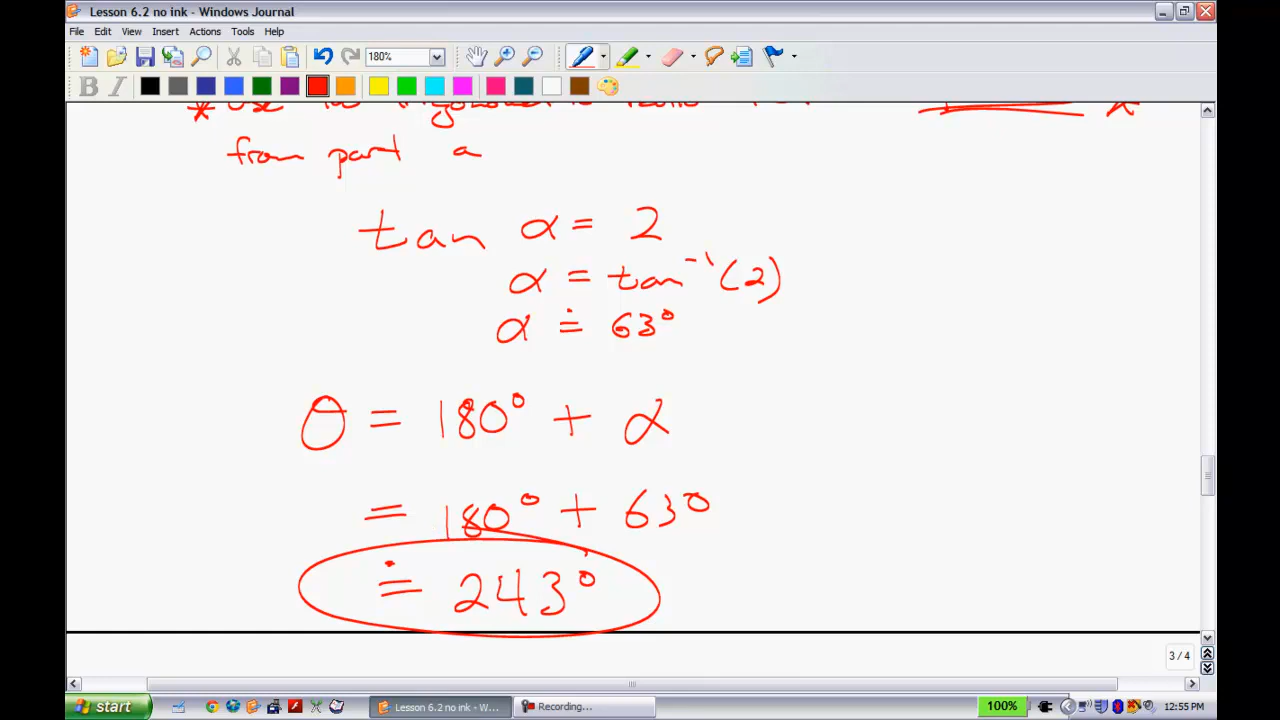 Lesson 6.2 no ink - Windows Journal
File Edit View Insert Actions Tools Help
180%
B I
* Use
from part a
tan α = 2
α = tan⁻¹(2)
α ≐ 63°
θ = 180° + α
= 180° + 63°
≐ 243°
3 / 4
start
Lesson 6.2 no ink - W...
Recording...
100%
12:55 PM